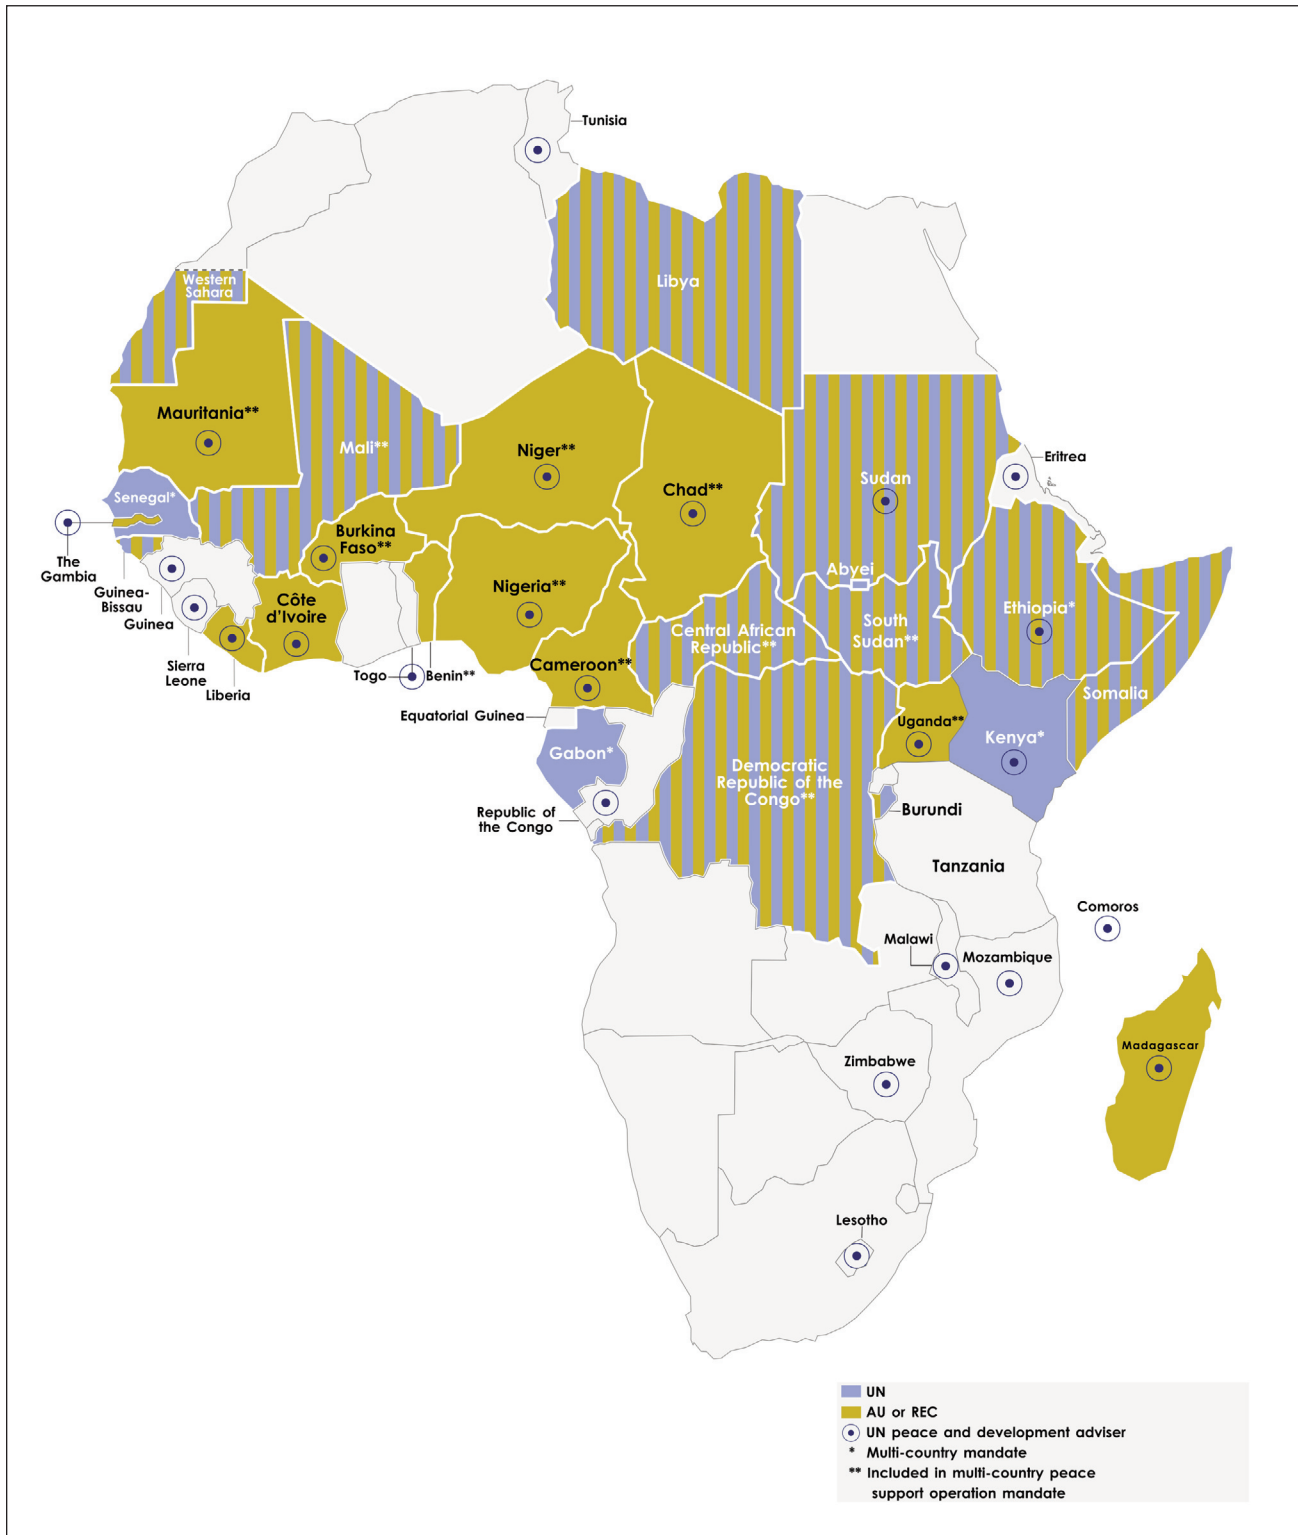 Tunisia
Western
Sahara
Libya
Mauritania**
Mali**
Niger**
Chad**
Sudan
Eritrea
Senegal*
The
Gambia
Guinea-
Bissau
Guinea
Sierra
Leone
Liberia
Côte
d'Ivoire
Burkina
Faso**
Togo
Benin**
Nigeria**
Cameroon**
Central African
Republic**
Abyei
South
Sudan**
Ethiopia*
Somalia
Equatorial Guinea
Gabon*
Republic of
the Congo
Democratic
Republic of the
Congo**
Uganda**
Kenya*
Burundi
Tanzania
Comoros
Malawi
Mozambique
Zimbabwe
Madagascar
Lesotho
UN
AU or REC
UN peace and development adviser
* Multi-country mandate
** Included in multi-country peace
support operation mandate